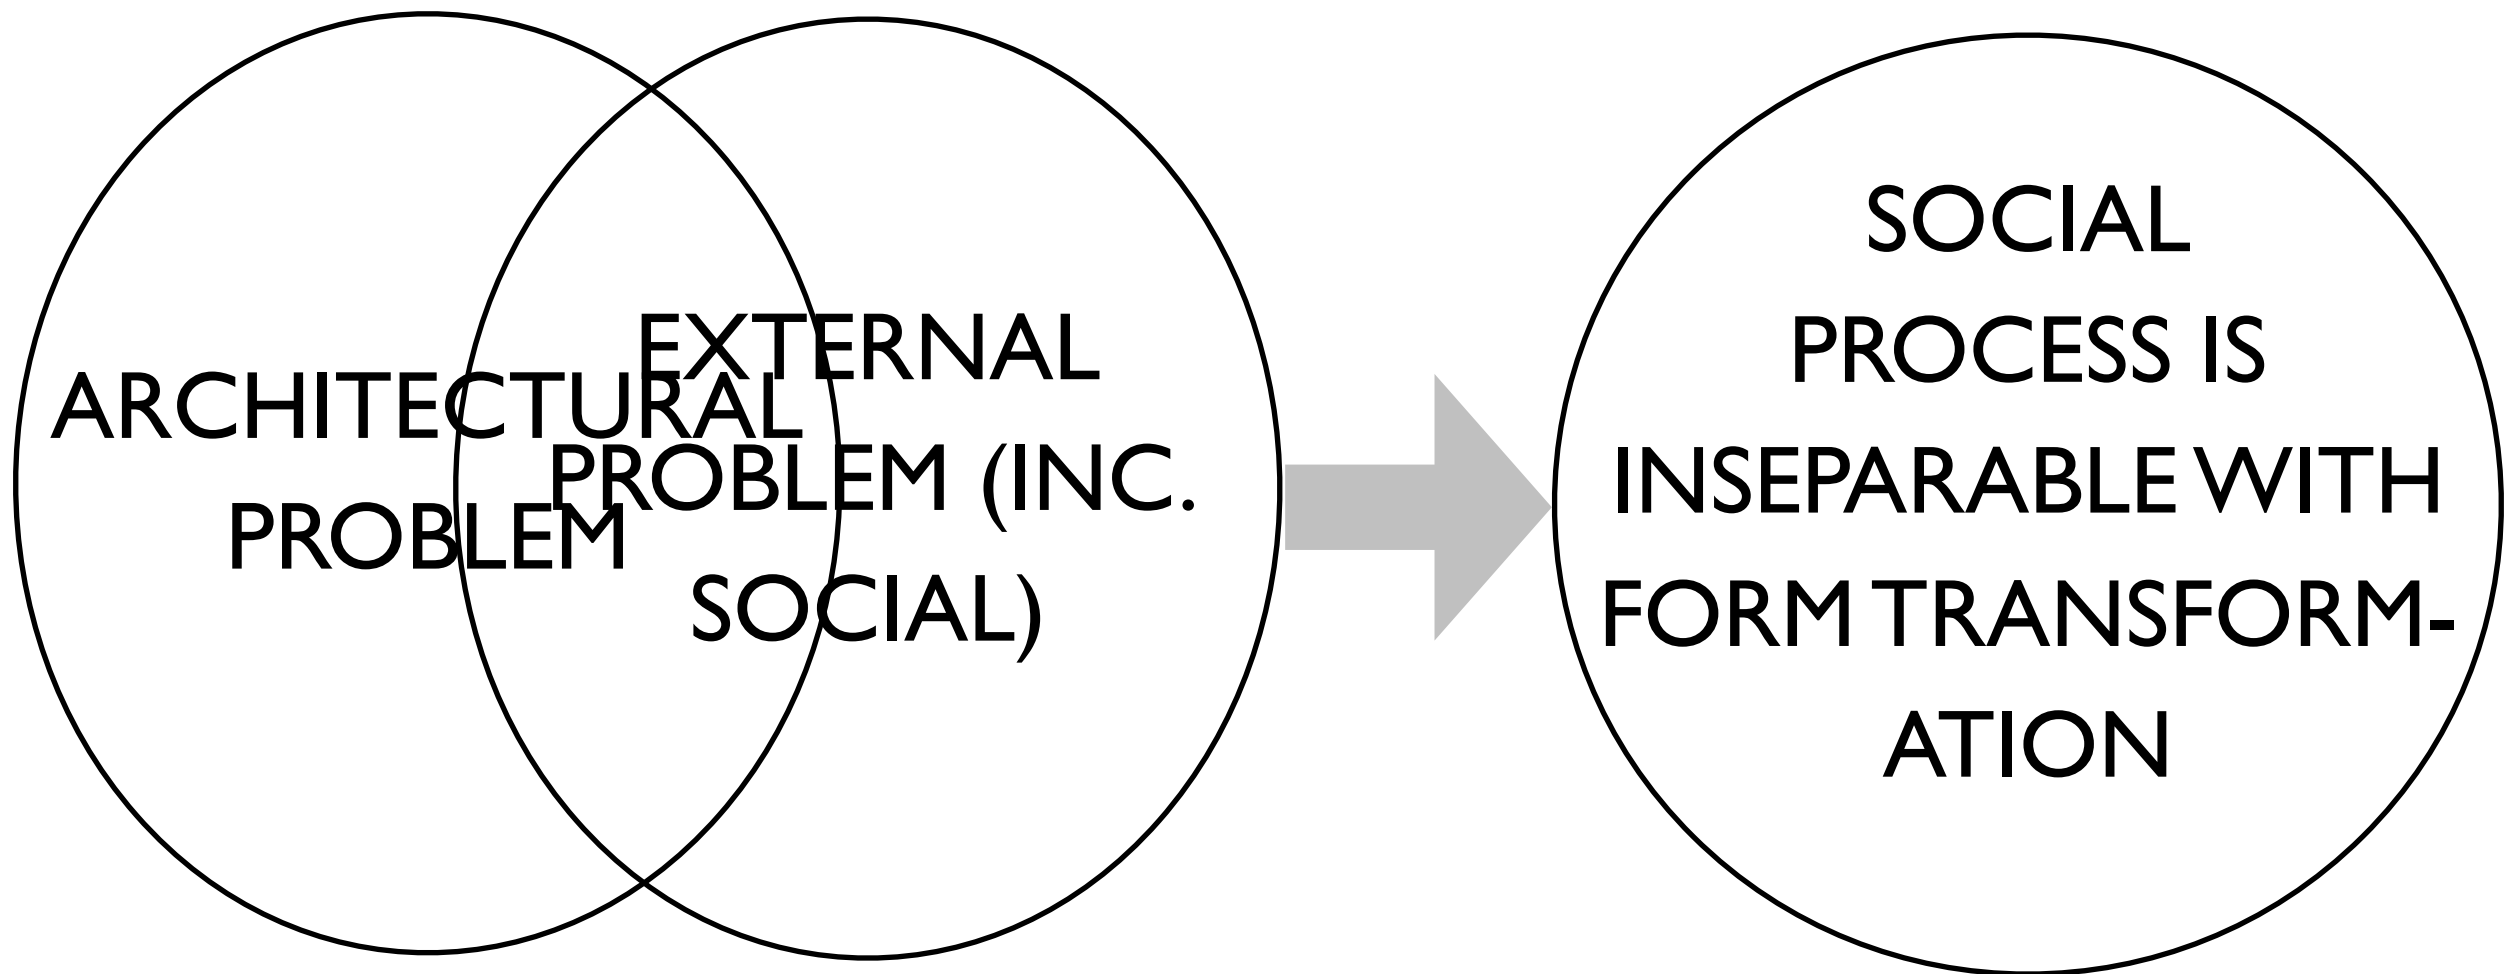 ARCHITECTURAL
PROBLEM
EXTERNAL
PROBLEM (INC.
SOCIAL)
SOCIAL
PROCESS IS
INSEPARABLE WITH
FORM TRANSFORM-
ATION